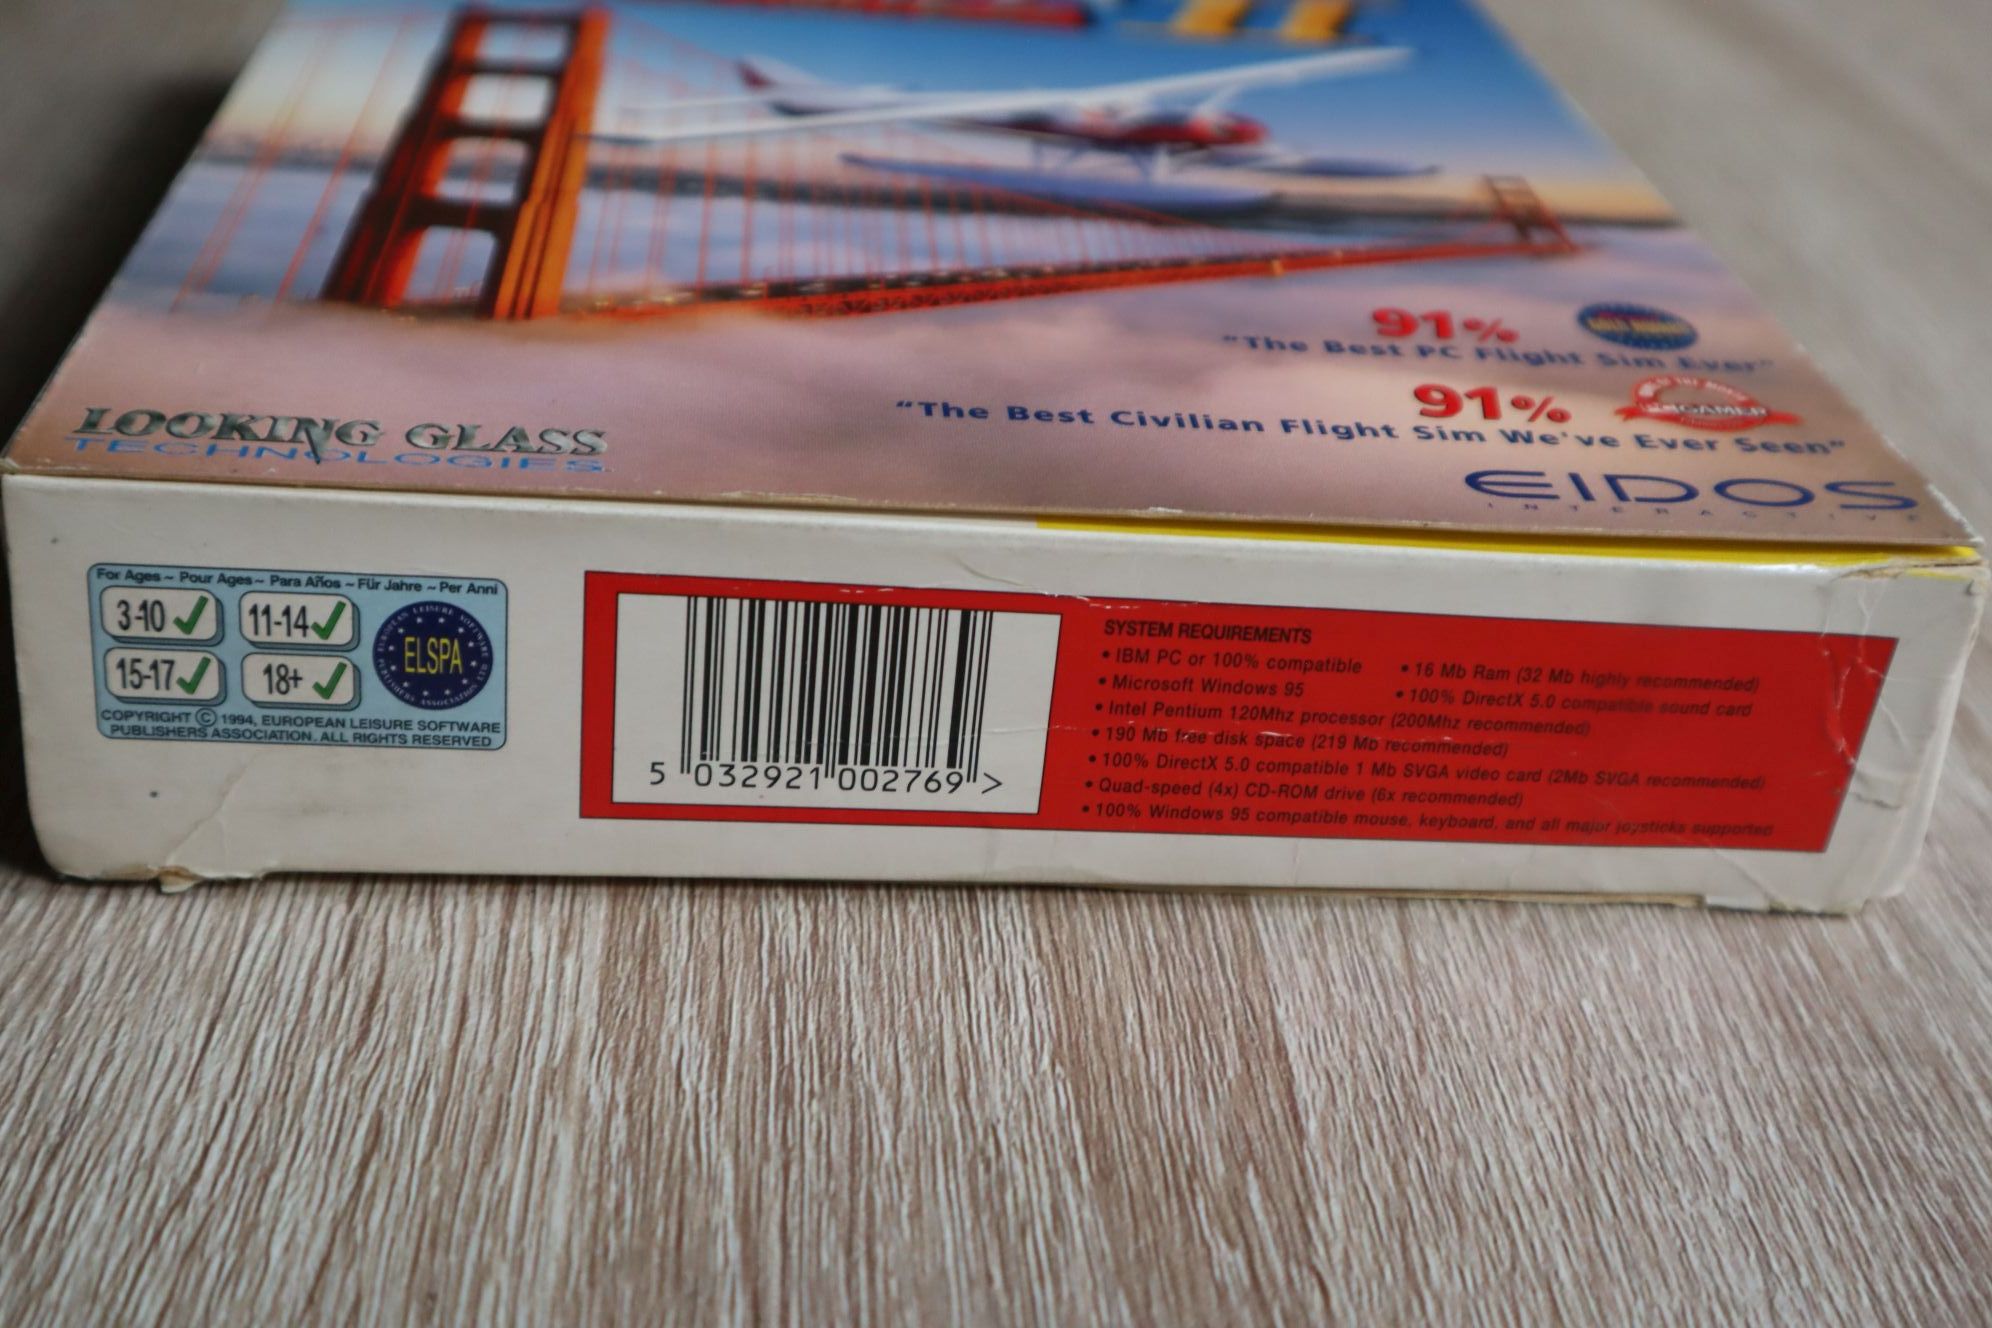 91%
"The Best PC Flight Sim Ever"
91%
"The Best Civilian Flight Sim We've Ever Seen"
LOOKING GLASS
TECHNOLOGIES
EIDOS
INTERACTIVE
For Ages ~ Pour Ages ~ Para Años ~ Für Jahre ~ Per Anni
3-10 11-14
15-17 18+
ELSPA
EUROPEAN LEISURE SOFTWARE PUBLISHERS ASSOCIATION LTD
COPYRIGHT © 1994, EUROPEAN LEISURE SOFTWARE
PUBLISHERS ASSOCIATION. ALL RIGHTS RESERVED
5 032921 002769 >
SYSTEM REQUIREMENTS
• IBM PC or 100% compatible
• Microsoft Windows 95
• Intel Pentium 120Mhz processor (200Mhz recommended)
• 190 Mb free disk space (219 Mb recommended)
• 100% DirectX 5.0 compatible 1 Mb SVGA video card (2Mb SVGA recommended)
• Quad-speed (4x) CD-ROM drive (6x recommended)
• 100% Windows 95 compatible mouse, keyboard, and all major joysticks supported
• 16 Mb Ram (32 Mb highly recommended)
• 100% DirectX 5.0 compatible sound card